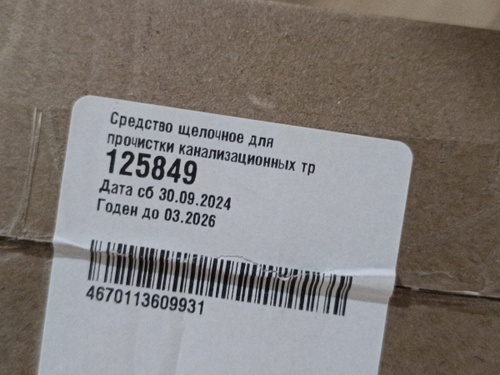 Средство щелочное для
прочистки канализационных тр
125849
Дата сб 30.09.2024
Годен до 03.2026
4670113609931